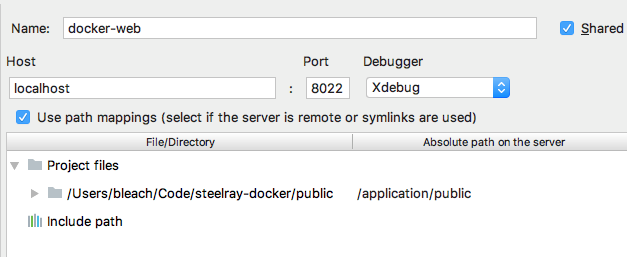 Name: docker-web Shared
Host Port Debugger
localhost : 8022 Xdebug
Use path mappings (select if the server is remote or symlinks are used)
File/Directory Absolute path on the server
Project files
/Users/bleach/Code/steelray-docker/public /application/public
Include path